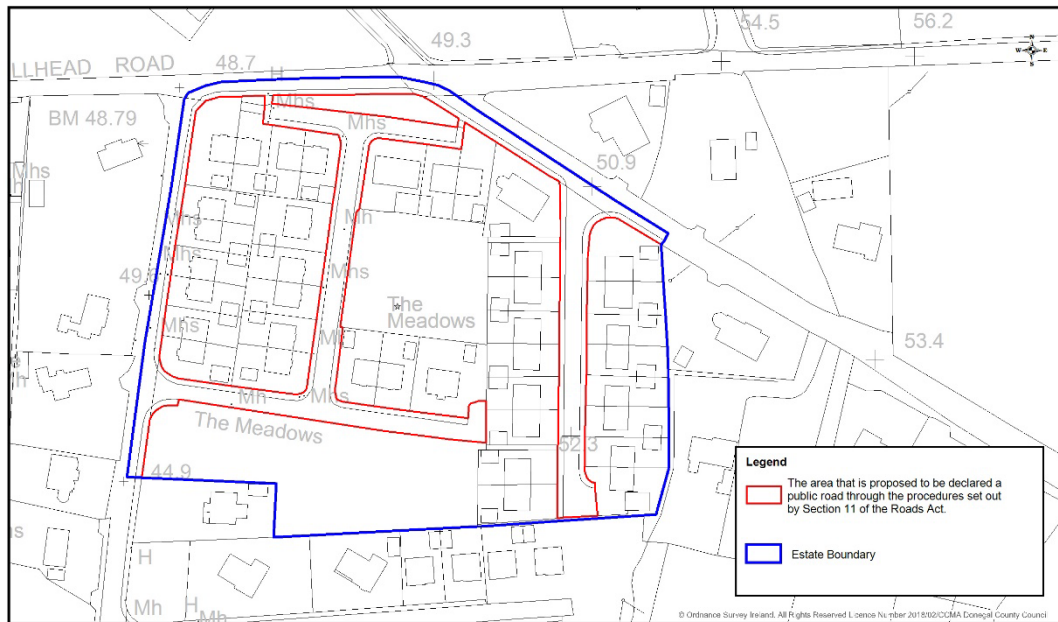 54.5
56.2
49.3
LLHEAD ROAD
48.7
H
N
W E
S
Mhs
BM 48.79
Mhs
50.9
Mhs
Mhs
Mh
Mhs
Mhs
49.6
The
Meadows
Mhs
Mh
53.4
h
Mh
Mhs
The Meadows
52.3
44.9
Legend
The area that is proposed to be declared a
public road through the procedures set out
by Section 11 of the Roads Act.
Estate Boundary
H
Mh
H
Mh
© Ordnance Survey Ireland. All Rights Reserved Licence Number 2018/02/CCMA Donegal County Council